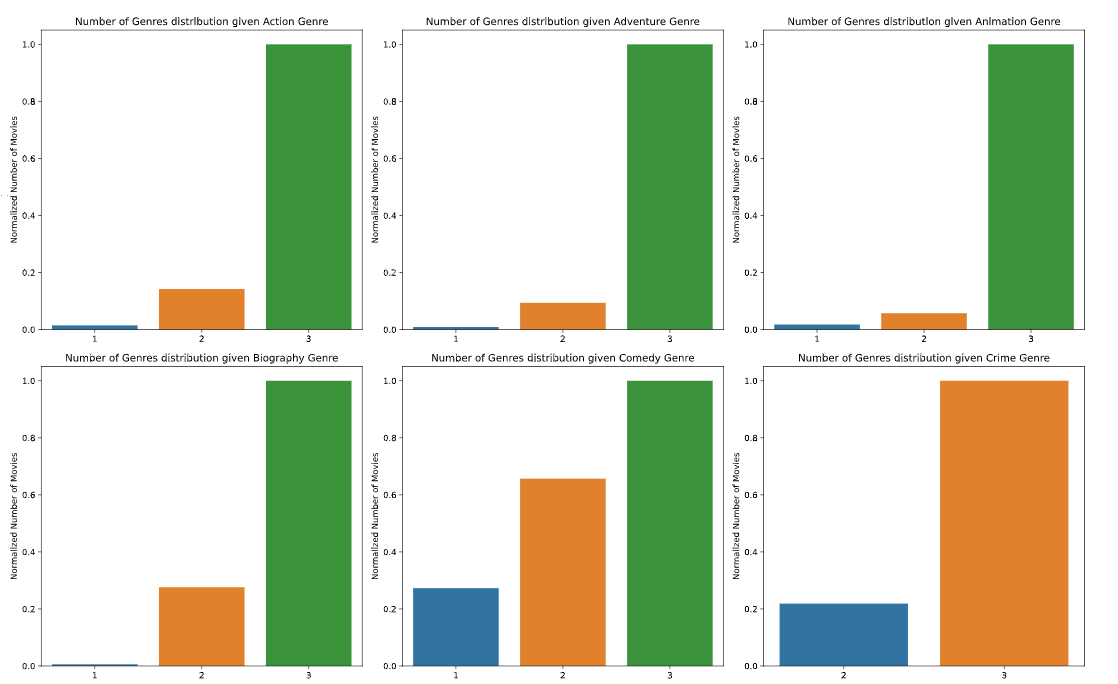 Number of Genres distribution given Action Genre
Number of Genres distribution given Adventure Genre
Number of Genres distribution given Animation Genre
Normalized Number of Movies
1.0
0.8
0.6
0.4
0.2
0.0
1 2 3
Normalized Number of Movies
1.0
0.8
0.6
0.4
0.2
0.0
1 2 3
Normalized Number of Movies
1.0
0.8
0.6
0.4
0.2
0.0
1 2 3
Number of Genres distribution given Biography Genre
Number of Genres distribution given Comedy Genre
Number of Genres distribution given Crime Genre
Normalized Number of Movies
1.0
0.8
0.6
0.4
0.2
0.0
1 2 3
Normalized Number of Movies
1.0
0.8
0.6
0.4
0.2
0.0
1 2 3
Normalized Number of Movies
1.0
0.8
0.6
0.4
0.2
0.0
2 3